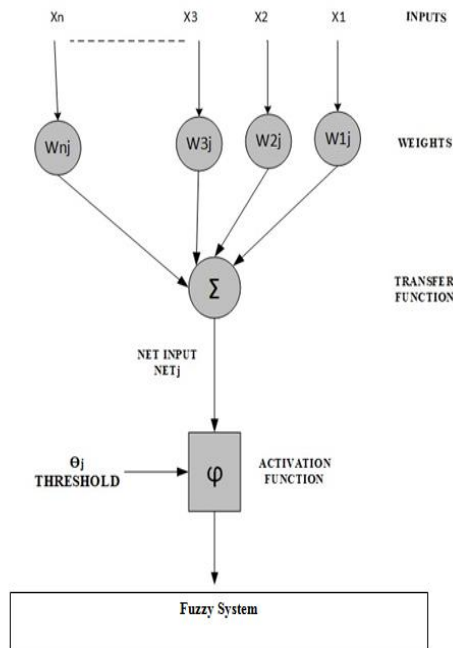 Xn X3 X2 X1 INPUTS
Wnj W3j W2j W1j WEIGHTS
Σ
TRANSFER
FUNCTION
NET INPUT
NETj
φ
ACTIVATION
FUNCTION
Θj
THRESHOLD
Fuzzy System